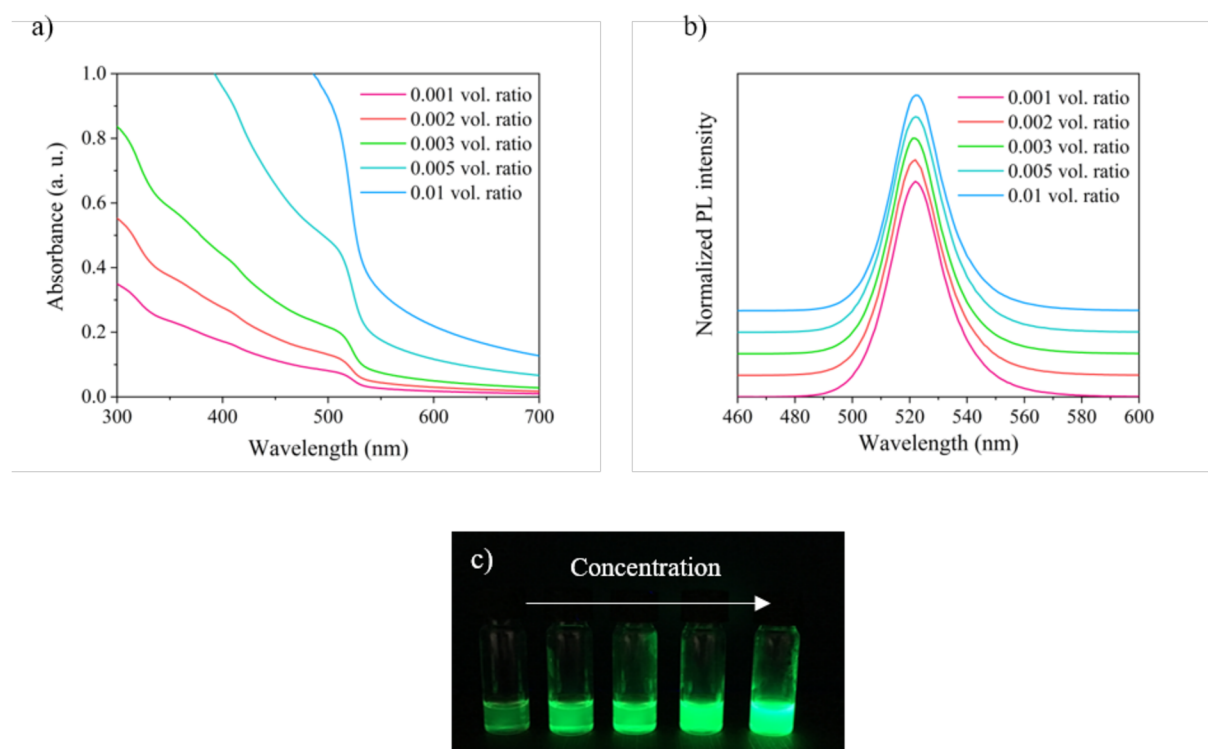 a)
1.0
0.8
0.6
0.4
0.2
0.0
Absorbance (a. u.)
0.001 vol. ratio
0.002 vol. ratio
0.003 vol. ratio
0.005 vol. ratio
0.01 vol. ratio
300 400 500 600 700
Wavelength (nm)
b)
Normalized PL intensity
0.001 vol. ratio
0.002 vol. ratio
0.003 vol. ratio
0.005 vol. ratio
0.01 vol. ratio
460 480 500 520 540 560 580 600
Wavelength (nm)
c)
Concentration